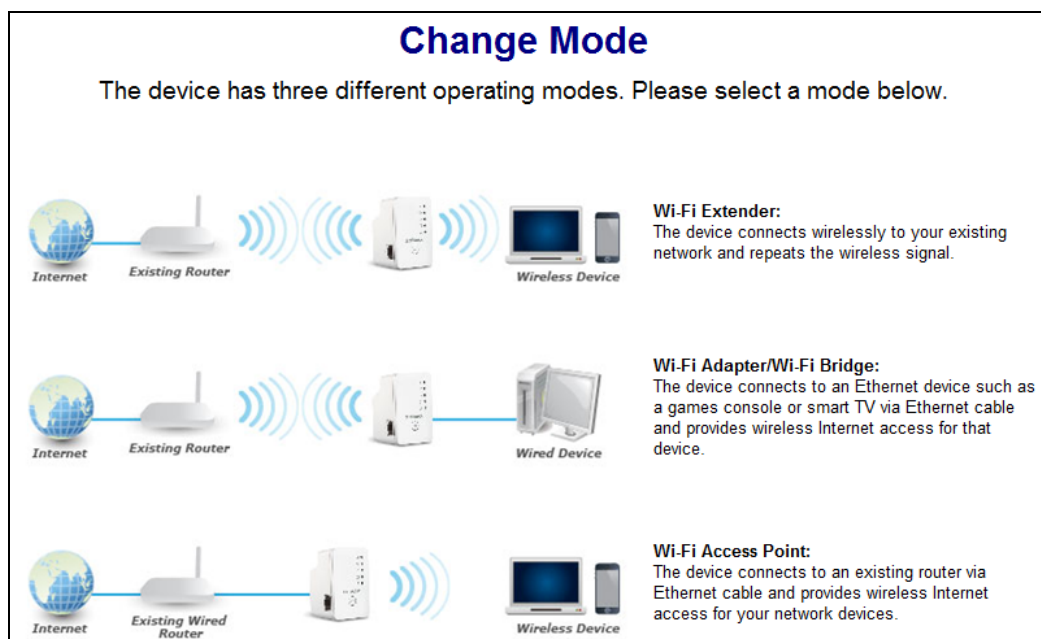 Change Mode
The device has three different operating modes. Please select a mode below.
Internet
Existing Router
Wireless Device
Wi-Fi Extender:
The device connects wirelessly to your existing
network and repeats the wireless signal.
Internet
Existing Router
Wired Device
Wi-Fi Adapter/Wi-Fi Bridge:
The device connects to an Ethernet device such as
a games console or smart TV via Ethernet cable
and provides wireless Internet access for that
device.
Internet
Existing Wired
Router
Wireless Device
Wi-Fi Access Point:
The device connects to an existing router via
Ethernet cable and provides wireless Internet
access for your network devices.